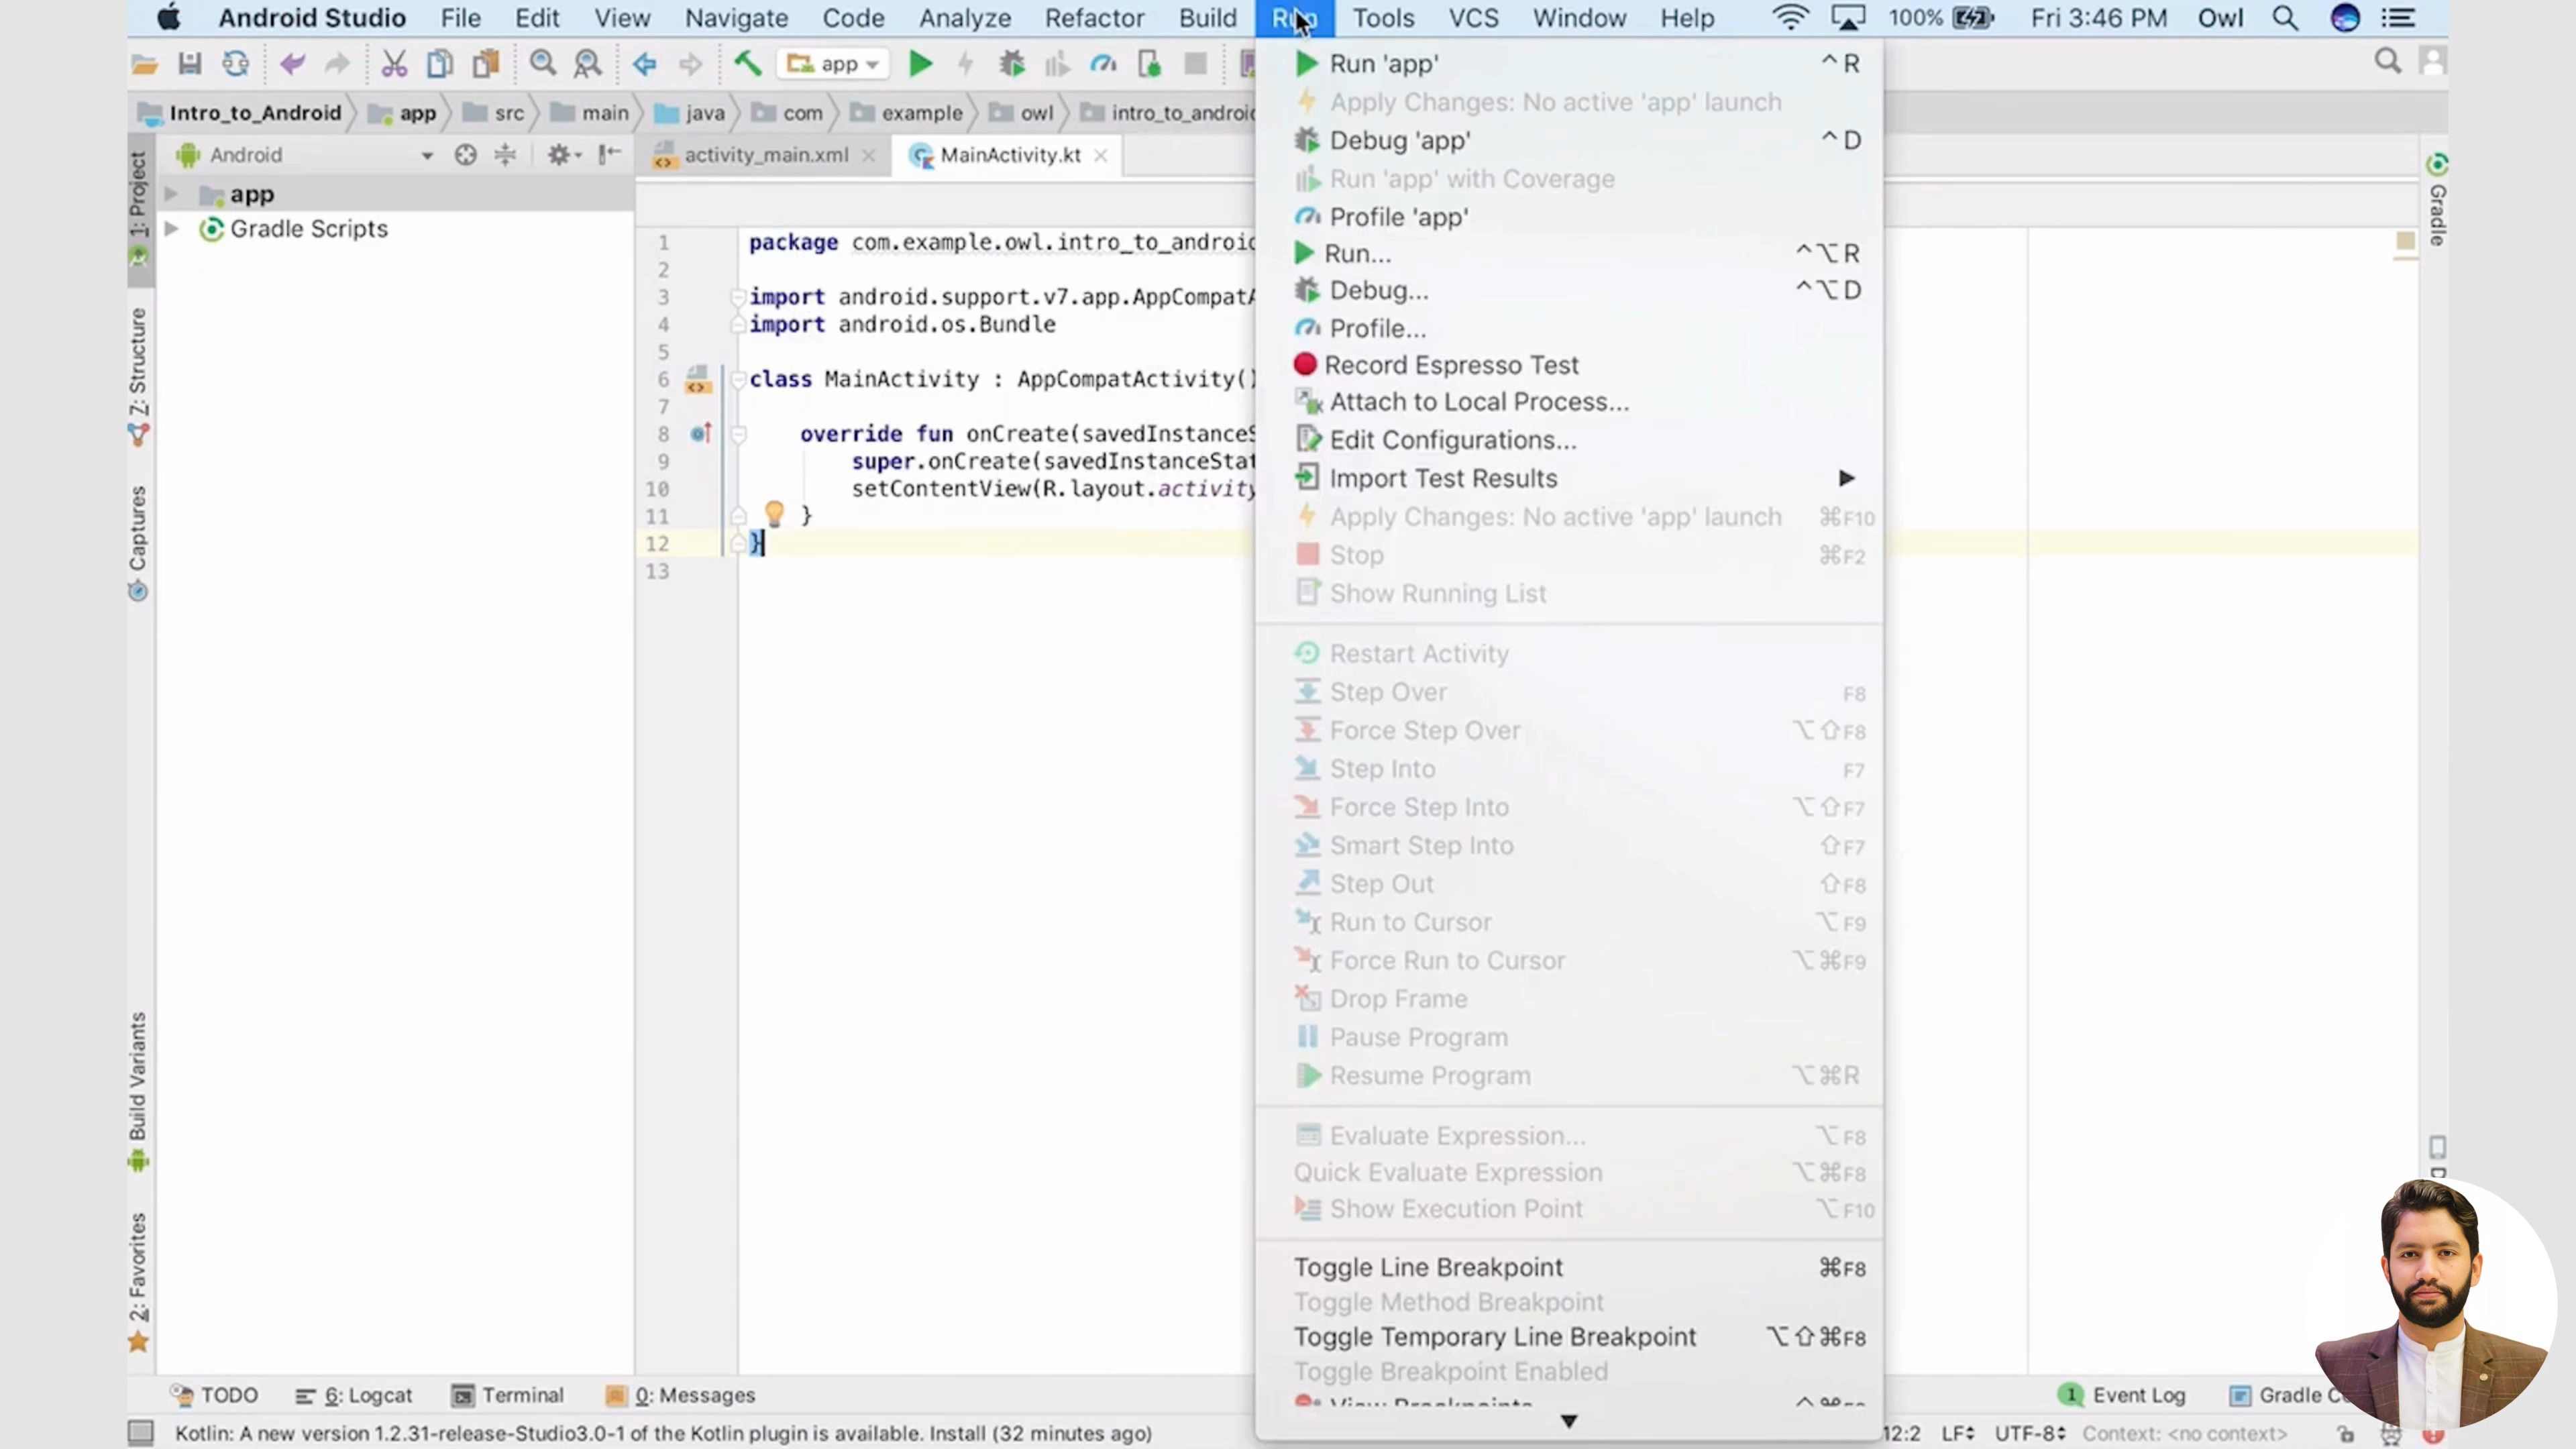 Android Studio File Edit View Navigate Code Analyze Refactor Build Run Tools VCS Window Help 100% Fri 3:46 PM Owl
app
Intro_to_Android app src main java com example owl intro_to_android
Android
activity_main.xml MainActivity.kt
app
Gradle Scripts
1: Project
Z: Structure
Captures
Build Variants
2: Favorites
1 package com.example.owl.intro_to_android
2
3 import android.support.v7.app.AppCompatA
4 import android.os.Bundle
5
6 class MainActivity : AppCompatActivity()
7
8 override fun onCreate(savedInstanceS
9 super.onCreate(savedInstanceStat
10 setContentView(R.layout.activity
11 }
12 }
13
Run 'app' ⌃R
Apply Changes: No active 'app' launch
Debug 'app' ⌃D
Run 'app' with Coverage
Profile 'app'
Run... ⌃⌥R
Debug... ⌃⌥D
Profile...
Record Espresso Test
Attach to Local Process...
Edit Configurations...
Import Test Results
Apply Changes: No active 'app' launch ⌘F10
Stop ⌘F2
Show Running List
Restart Activity
Step Over F8
Force Step Over ⌥⇧F8
Step Into F7
Force Step Into ⌥⇧F7
Smart Step Into ⇧F7
Step Out ⇧F8
Run to Cursor ⌥F9
Force Run to Cursor ⌥⌘F9
Drop Frame
Pause Program
Resume Program ⌥⌘R
Evaluate Expression... ⌥F8
Quick Evaluate Expression ⌥⌘F8
Show Execution Point ⌥F10
Toggle Line Breakpoint ⌘F8
Toggle Method Breakpoint
Toggle Temporary Line Breakpoint ⌥⇧⌘F8
Toggle Breakpoint Enabled
View Breakpoints
Gradle
TODO 6: Logcat Terminal 0: Messages 1 Event Log Gradle
Kotlin: A new version 1.2.31-release-Studio3.0-1 of the Kotlin plugin is available. Install (32 minutes ago) 12:2 LF UTF-8 Context: <no context>